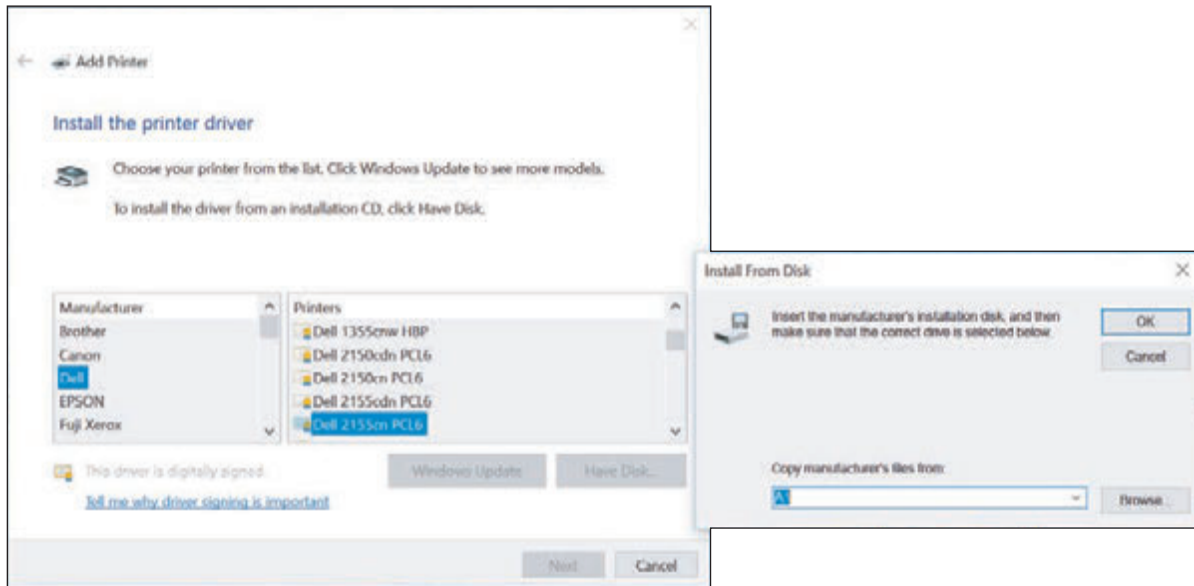 Add Printer
Install the printer driver
Choose your printer from the list. Click Windows Update to see more models.
To install the driver from an installation CD, click Have Disk.
Manufacturer
Brother
Canon
Dell
EPSON
Fuji Xerox
Printers
Dell 1355cnw HBP
Dell 2150cdn PCL6
Dell 2150cn PCL6
Dell 2155cdn PCL6
Dell 2155cn PCL6
This driver is digitally signed.
Tell me why driver signing is important
Windows Update
Have Disk...
Next
Cancel
Install From Disk
Insert the manufacturer's installation disk, and then
make sure that the correct drive is selected below.
OK
Cancel
Copy manufacturer's files from:
A:\
Browse...